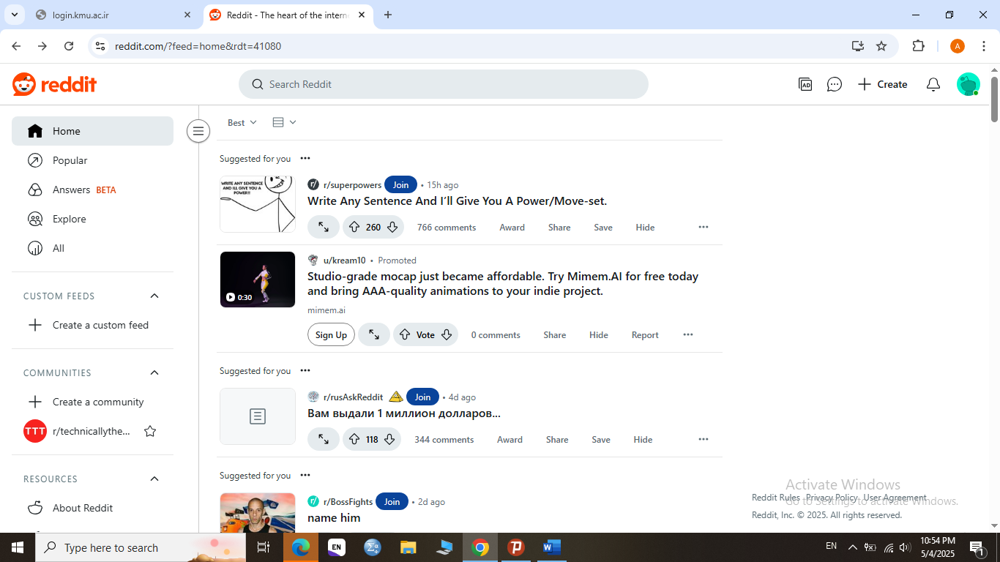 login.kmu.ac.ir
Reddit - The heart of the intern
reddit.com/?feed=home&rdt=41080
A
reddit
Search Reddit
AD
Create
Home
Popular
Answers BETA
Explore
All
CUSTOM FEEDS
Create a custom feed
COMMUNITIES
Create a community
TTT r/technicallythe...
RESOURCES
About Reddit
Best
Suggested for you
WRITE ANY SENTENCE
AND ILL GIVE YOU A
POWER!!!
r/superpowers Join • 15h ago
Write Any Sentence And I’ll Give You A Power/Move-set.
260 766 comments Award Share Save Hide
0:30
u/kream10 • Promoted
Studio-grade mocap just became affordable. Try Mimem.AI for free today
and bring AAA-quality animations to your indie project.
mimem.ai
Sign Up Vote 0 comments Share Hide Report
Suggested for you
r/rusAskReddit Join • 4d ago
Вам выдали 1 миллион долларов...
118 344 comments Award Share Save Hide
Suggested for you
r/BossFights Join • 2d ago
name him
Activate Windows
Go to Settings to activate Windows.
Reddit Rules Privacy Policy User Agreement
Reddit, Inc. © 2025. All rights reserved.
Type here to search
EN
EN
10:54 PM
5/4/2025
1